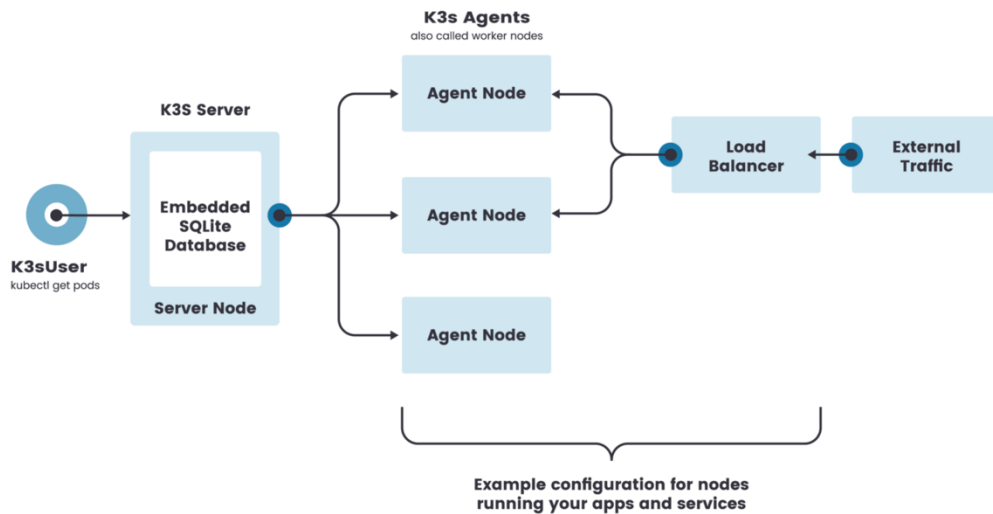 K3s Agents
also called worker nodes
K3S Server
Embedded
SQLite
Database
Server Node
K3sUser
kubectl get pods
Agent Node
Agent Node
Agent Node
Load
Balancer
External
Traffic
Example configuration for nodes
running your apps and services